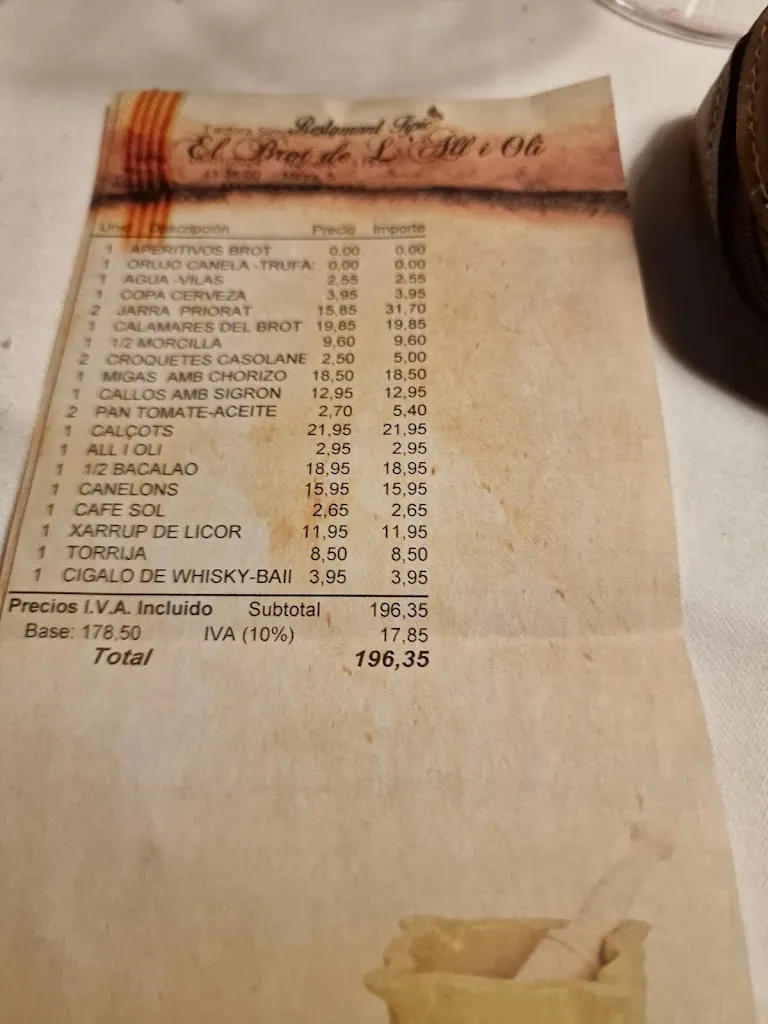 Restaurant Típic
El Brot de L'All i Oli
Unid Descripción Precio Importe
1 APERITIVOS BROT 0,00 0,00
1 ORUJO CANELA -TRUFA: 0,00 0,00
1 AGUA -VILAS 2,55 2,55
1 COPA CERVEZA 3,95 3,95
2 JARRA PRIORAT 15,85 31,70
1 CALAMARES DEL BROT 19,85 19,85
1 1/2 MORCILLA 9,60 9,60
2 CROQUETES CASOLANE 2,50 5,00
1 MIGAS AMB CHORIZO 18,50 18,50
1 CALLOS AMB SIGRON 12,95 12,95
2 PAN TOMATE-ACEITE 2,70 5,40
1 CALÇOTS 21,95 21,95
1 ALL I OLI 2,95 2,95
1 1/2 BACALAO 18,95 18,95
1 CANELONS 15,95 15,95
1 CAFE SOL 2,65 2,65
1 XARRUP DE LICOR 11,95 11,95
1 TORRIJA 8,50 8,50
1 CIGALO DE WHISKY-BAII 3,95 3,95
Precios I.V.A. Incluido Subtotal 196,35
Base: 178,50 IVA (10%) 17,85
Total 196,35